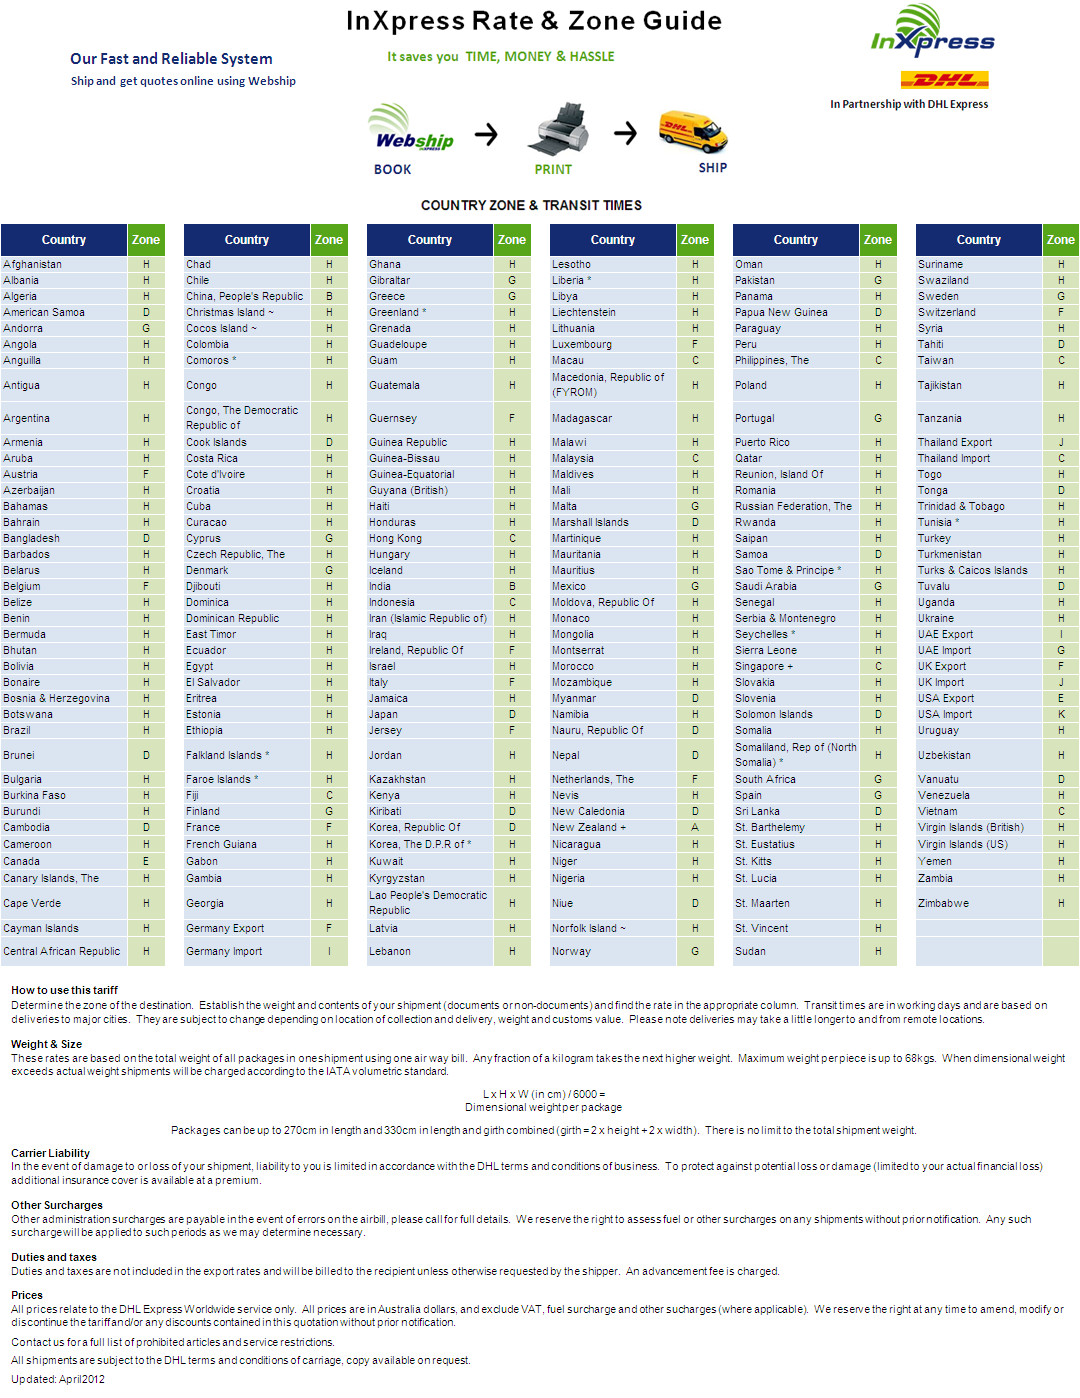 InXpress Rate & Zone Guide
InXpress
Our Fast and Reliable System
It saves you TIME, MONEY & HASSLE
Ship and get quotes online using Webship
DHL
In Partnership with DHL Express
Webship
INXPRESS
DHL
BOOK
PRINT
SHIP
COUNTRY ZONE & TRANSIT TIMES
Country Zone Country Zone Country Zone Country Zone Country Zone Country Zone
Afghanistan H Chad H Ghana H Lesotho H Oman H Suriname H
Albania H Chile H Gibraltar G Liberia * H Pakistan G Swaziland H
Algeria H China, People's Republic B Greece G Libya H Panama H Sweden G
American Samoa D Christmas Island ~ H Greenland * H Liechtenstein H Papua New Guinea D Switzerland F
Andorra G Cocos Island ~ H Grenada H Lithuania H Paraguay H Syria H
Angola H Colombia H Guadeloupe H Luxembourg F Peru H Tahiti D
Anguilla H Comoros * H Guam H Macau C Philippines, The C Taiwan C
Antigua H Congo H Guatemala H Macedonia, Republic of (FYROM) H Poland H Tajikistan H
Argentina H Congo, The Democratic Republic of H Guernsey F Madagascar H Portugal G Tanzania H
Armenia H Cook Islands D Guinea Republic H Malawi H Puerto Rico H Thailand Export J
Aruba H Costa Rica H Guinea-Bissau H Malaysia C Qatar H Thailand Import C
Austria F Cote d'Ivoire H Guinea-Equatorial H Maldives H Reunion, Island Of H Togo H
Azerbaijan H Croatia H Guyana (British) H Mali H Romania H Tonga D
Bahamas H Cuba H Haiti H Malta G Russian Federation, The H Trinidad & Tobago H
Bahrain H Curacao H Honduras H Marshall Islands D Rwanda H Tunisia * H
Bangladesh D Cyprus G Hong Kong C Martinique H Saipan H Turkey H
Barbados H Czech Republic, The H Hungary H Mauritania H Samoa D Turkmenistan H
Belarus H Denmark G Iceland H Mauritius H Sao Tome & Principe * H Turks & Caicos Islands H
Belgium F Djibouti H India B Mexico G Saudi Arabia G Tuvalu D
Belize H Dominica H Indonesia C Moldova, Republic Of H Senegal H Uganda H
Benin H Dominican Republic H Iran (Islamic Republic of) H Monaco H Serbia & Montenegro H Ukraine H
Bermuda H East Timor H Iraq H Mongolia H Seychelles * H UAE Export I
Bhutan H Ecuador H Ireland, Republic Of F Montserrat H Sierra Leone H UAE Import G
Bolivia H Egypt H Israel H Morocco H Singapore + C UK Export F
Bonaire H El Salvador H Italy F Mozambique H Slovakia H UK Import J
Bosnia & Herzegovina H Eritrea H Jamaica H Myanmar D Slovenia H USA Export E
Botswana H Estonia H Japan D Namibia H Solomon Islands D USA Import K
Brazil H Ethiopia H Jersey F Nauru, Republic Of D Somalia H Uruguay H
Brunei D Falkland Islands * H Jordan H Nepal D Somaliland, Rep of (North Somalia) * H Uzbekistan H
Bulgaria H Faroe Islands * H Kazakhstan H Netherlands, The F South Africa G Vanuatu D
Burkina Faso H Fiji C Kenya H Nevis H Spain G Venezuela H
Burundi H Finland G Kiribati D New Caledonia D Sri Lanka D Vietnam C
Cambodia D France F Korea, Republic Of D New Zealand + A St. Barthelemy H Virgin Islands (British) H
Cameroon H French Guiana H Korea, The D.P.R of * H Nicaragua H St. Eustatius H Virgin Islands (US) H
Canada E Gabon H Kuwait H Niger H St. Kitts H Yemen H
Canary Islands, The H Gambia H Kyrgyzstan H Nigeria H St. Lucia H Zambia H
Cape Verde H Georgia H Lao People's Democratic Republic H Niue D St. Maarten H Zimbabwe H
Cayman Islands H Germany Export F Latvia H Norfolk Island ~ H St. Vincent H
Central African Republic H Germany Import I Lebanon H Norway G Sudan H
How to use this tariff
Determine the zone of the destination. Establish the weight and contents of your shipment (documents or non-documents) and find the rate in the appropriate column. Transit times are in working days and are based on
deliveries to major cities. They are subject to change depending on location of collection and delivery, weight and customs value. Please note deliveries may take a little longer to and from remote locations.
Weight & Size
These rates are based on the total weight of all packages in one shipment using one air way bill. Any fraction of a kilogram takes the next higher weight. Maximum weight per piece is up to 68kgs. When dimensional weight
exceeds actual weight shipments will be charged according to the IATA volumetric standard.
L x H x W (in cm) / 6000 =
Dimensional weight per package
Packages can be up to 270cm in length and 330cm in length and girth combined (girth = 2 x height + 2 x width). There is no limit to the total shipment weight.
Carrier Liability
In the event of damage to or loss of your shipment, liability to you is limited in accordance with the DHL terms and conditions of business. To protect against potential loss or damage (limited to your actual financial loss)
additional insurance cover is available at a premium.
Other Surcharges
Other administration surcharges are payable in the event of errors on the airbill, please call for full details. We reserve the right to assess fuel or other surcharges on any shipments without prior notification. Any such
surcharge will be applied to such periods as we may determine necessary.
Duties and taxes
Duties and taxes are not included in the export rates and will be billed to the recipient unless otherwise requested by the shipper. An advancement fee is charged.
Prices
All prices relate to the DHL Express Worldwide service only. All prices are in Australia dollars, and exclude VAT, fuel surcharge and other sucharges (where applicable). We reserve the right at any time to amend, modify or
discontinue the tariff and/or any discounts contained in this quotation without prior notification.
Contact us for a full list of prohibited articles and service restrictions.
All shipments are subject to the DHL terms and conditions of carriage, copy available on request.
Updated: April2012